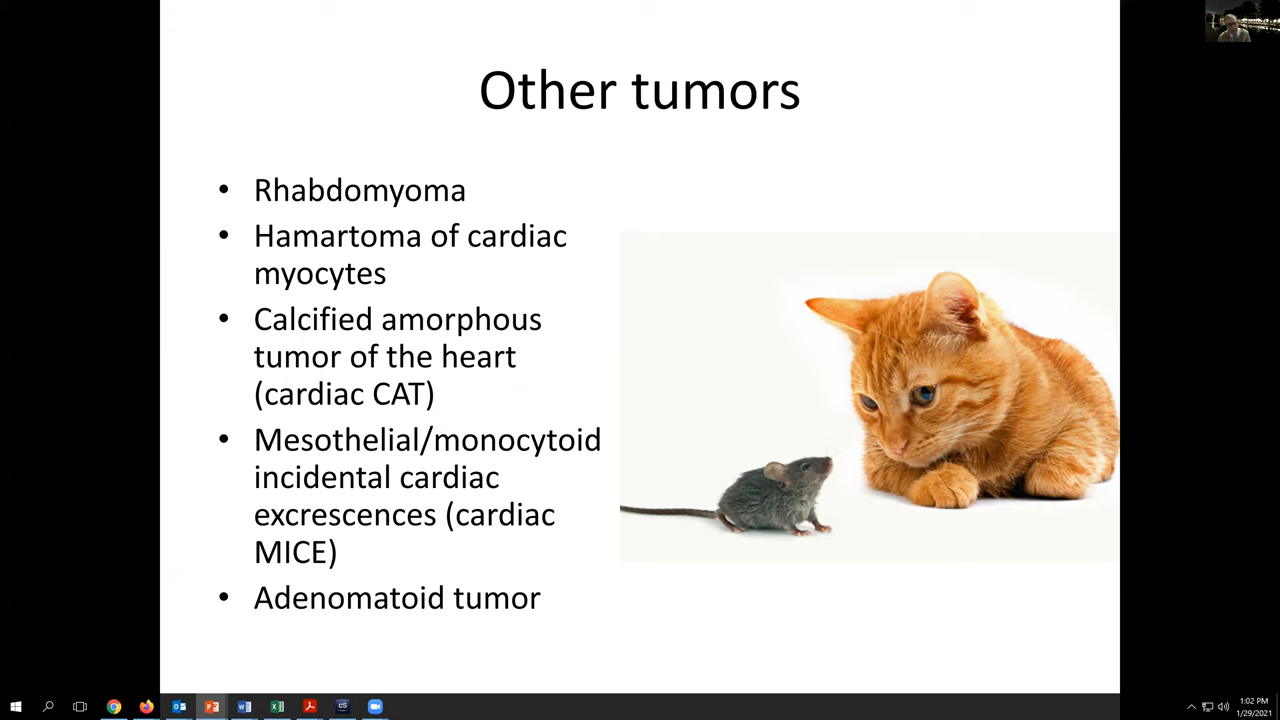 Other tumors
• Rhabdomyoma
• Hamartoma of cardiac
myocytes
• Calcified amorphous
tumor of the heart
(cardiac CAT)
• Mesothelial/monocytoid
incidental cardiac
excrescences (cardiac
MICE)
• Adenomatoid tumor
1:02 PM
1/29/2021